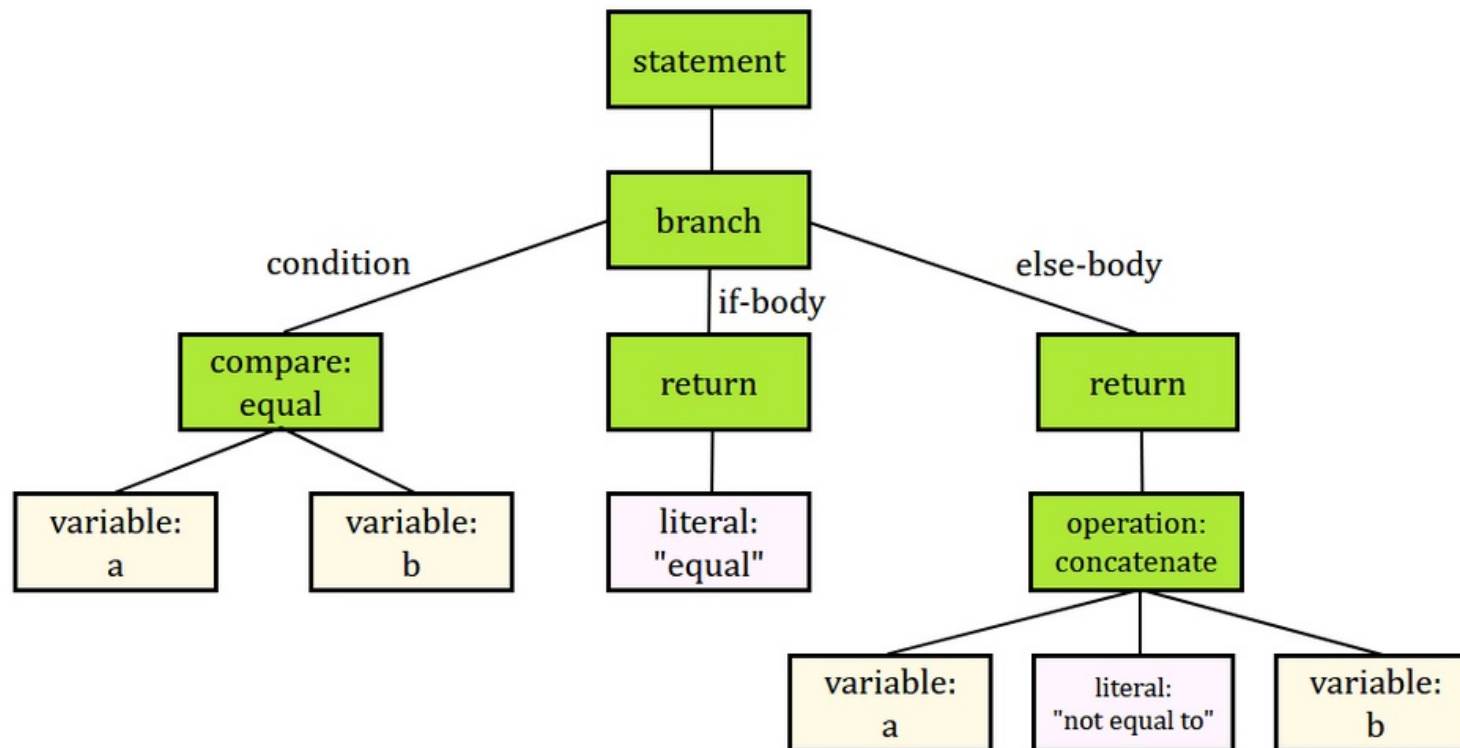 statement
branch
condition
else-body
if-body
compare:
equal
return
return
variable:
a
variable:
b
literal:
"equal"
operation:
concatenate
variable:
a
literal:
"not equal to"
variable:
b